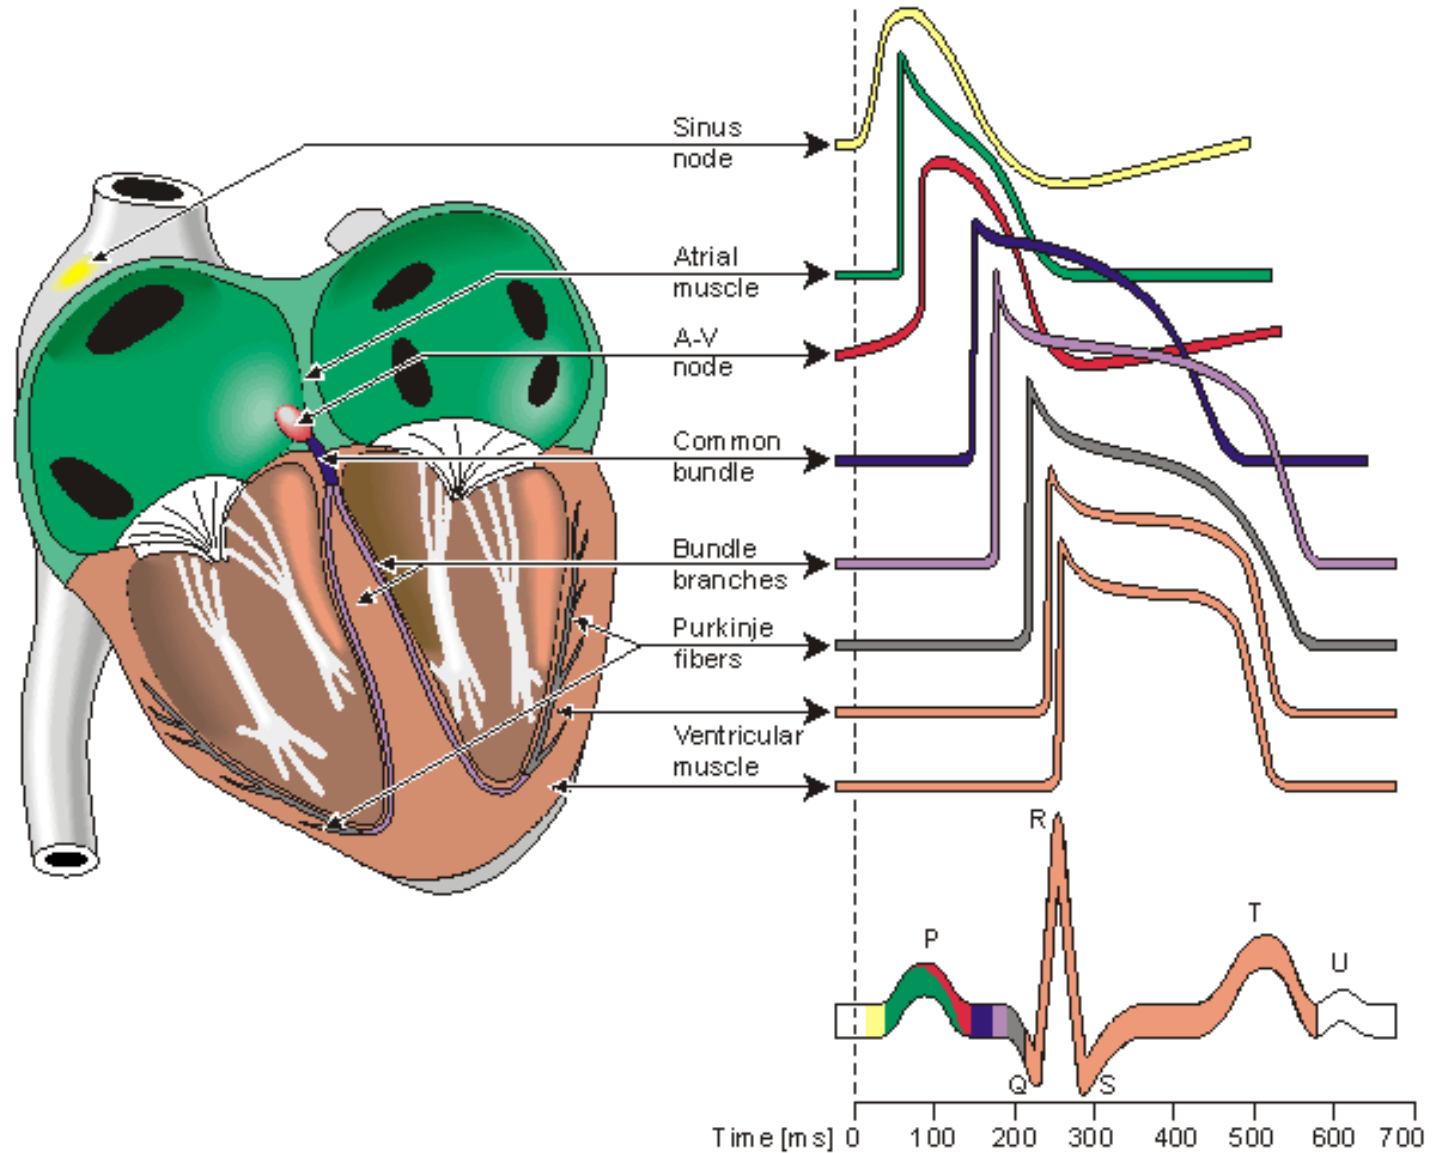 Sinus
node
Atrial
muscle
A-V
node
Common
bundle
Bundle
branches
Purkinje
fibers
Ventricular
muscle
R
P
T
U
Q
S
Time [ms] 0 100 200 300 400 500 600 700